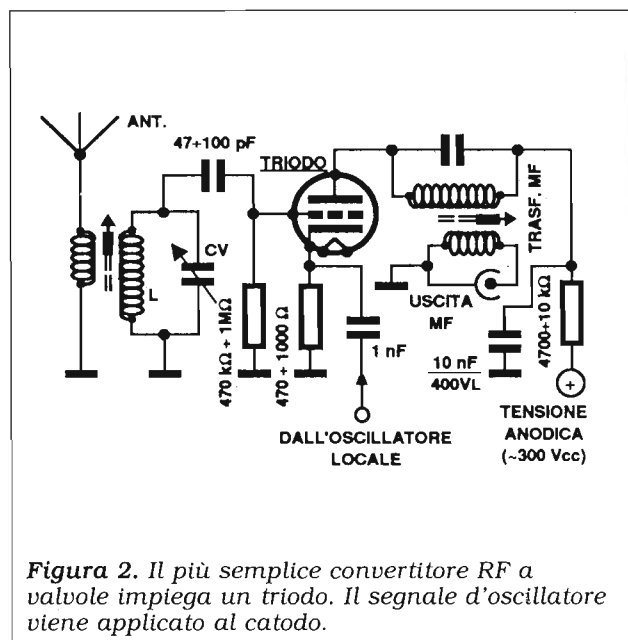 ANT.
47÷100 pF
TRIODO
CV
L
470 kΩ ÷ 1MΩ
470 ÷ 1000 Ω
1 nF
DALL'OSCILLATORE
LOCALE
TRASF. MF
USCITA
MF
10 nF
400VL
4700÷10 kΩ
+
TENSIONE
ANODICA
(~300 Vcc)
Figura 2. Il più semplice convertitore RF a
valvole impiega un triodo. Il segnale d'oscillatore
viene applicato al catodo.